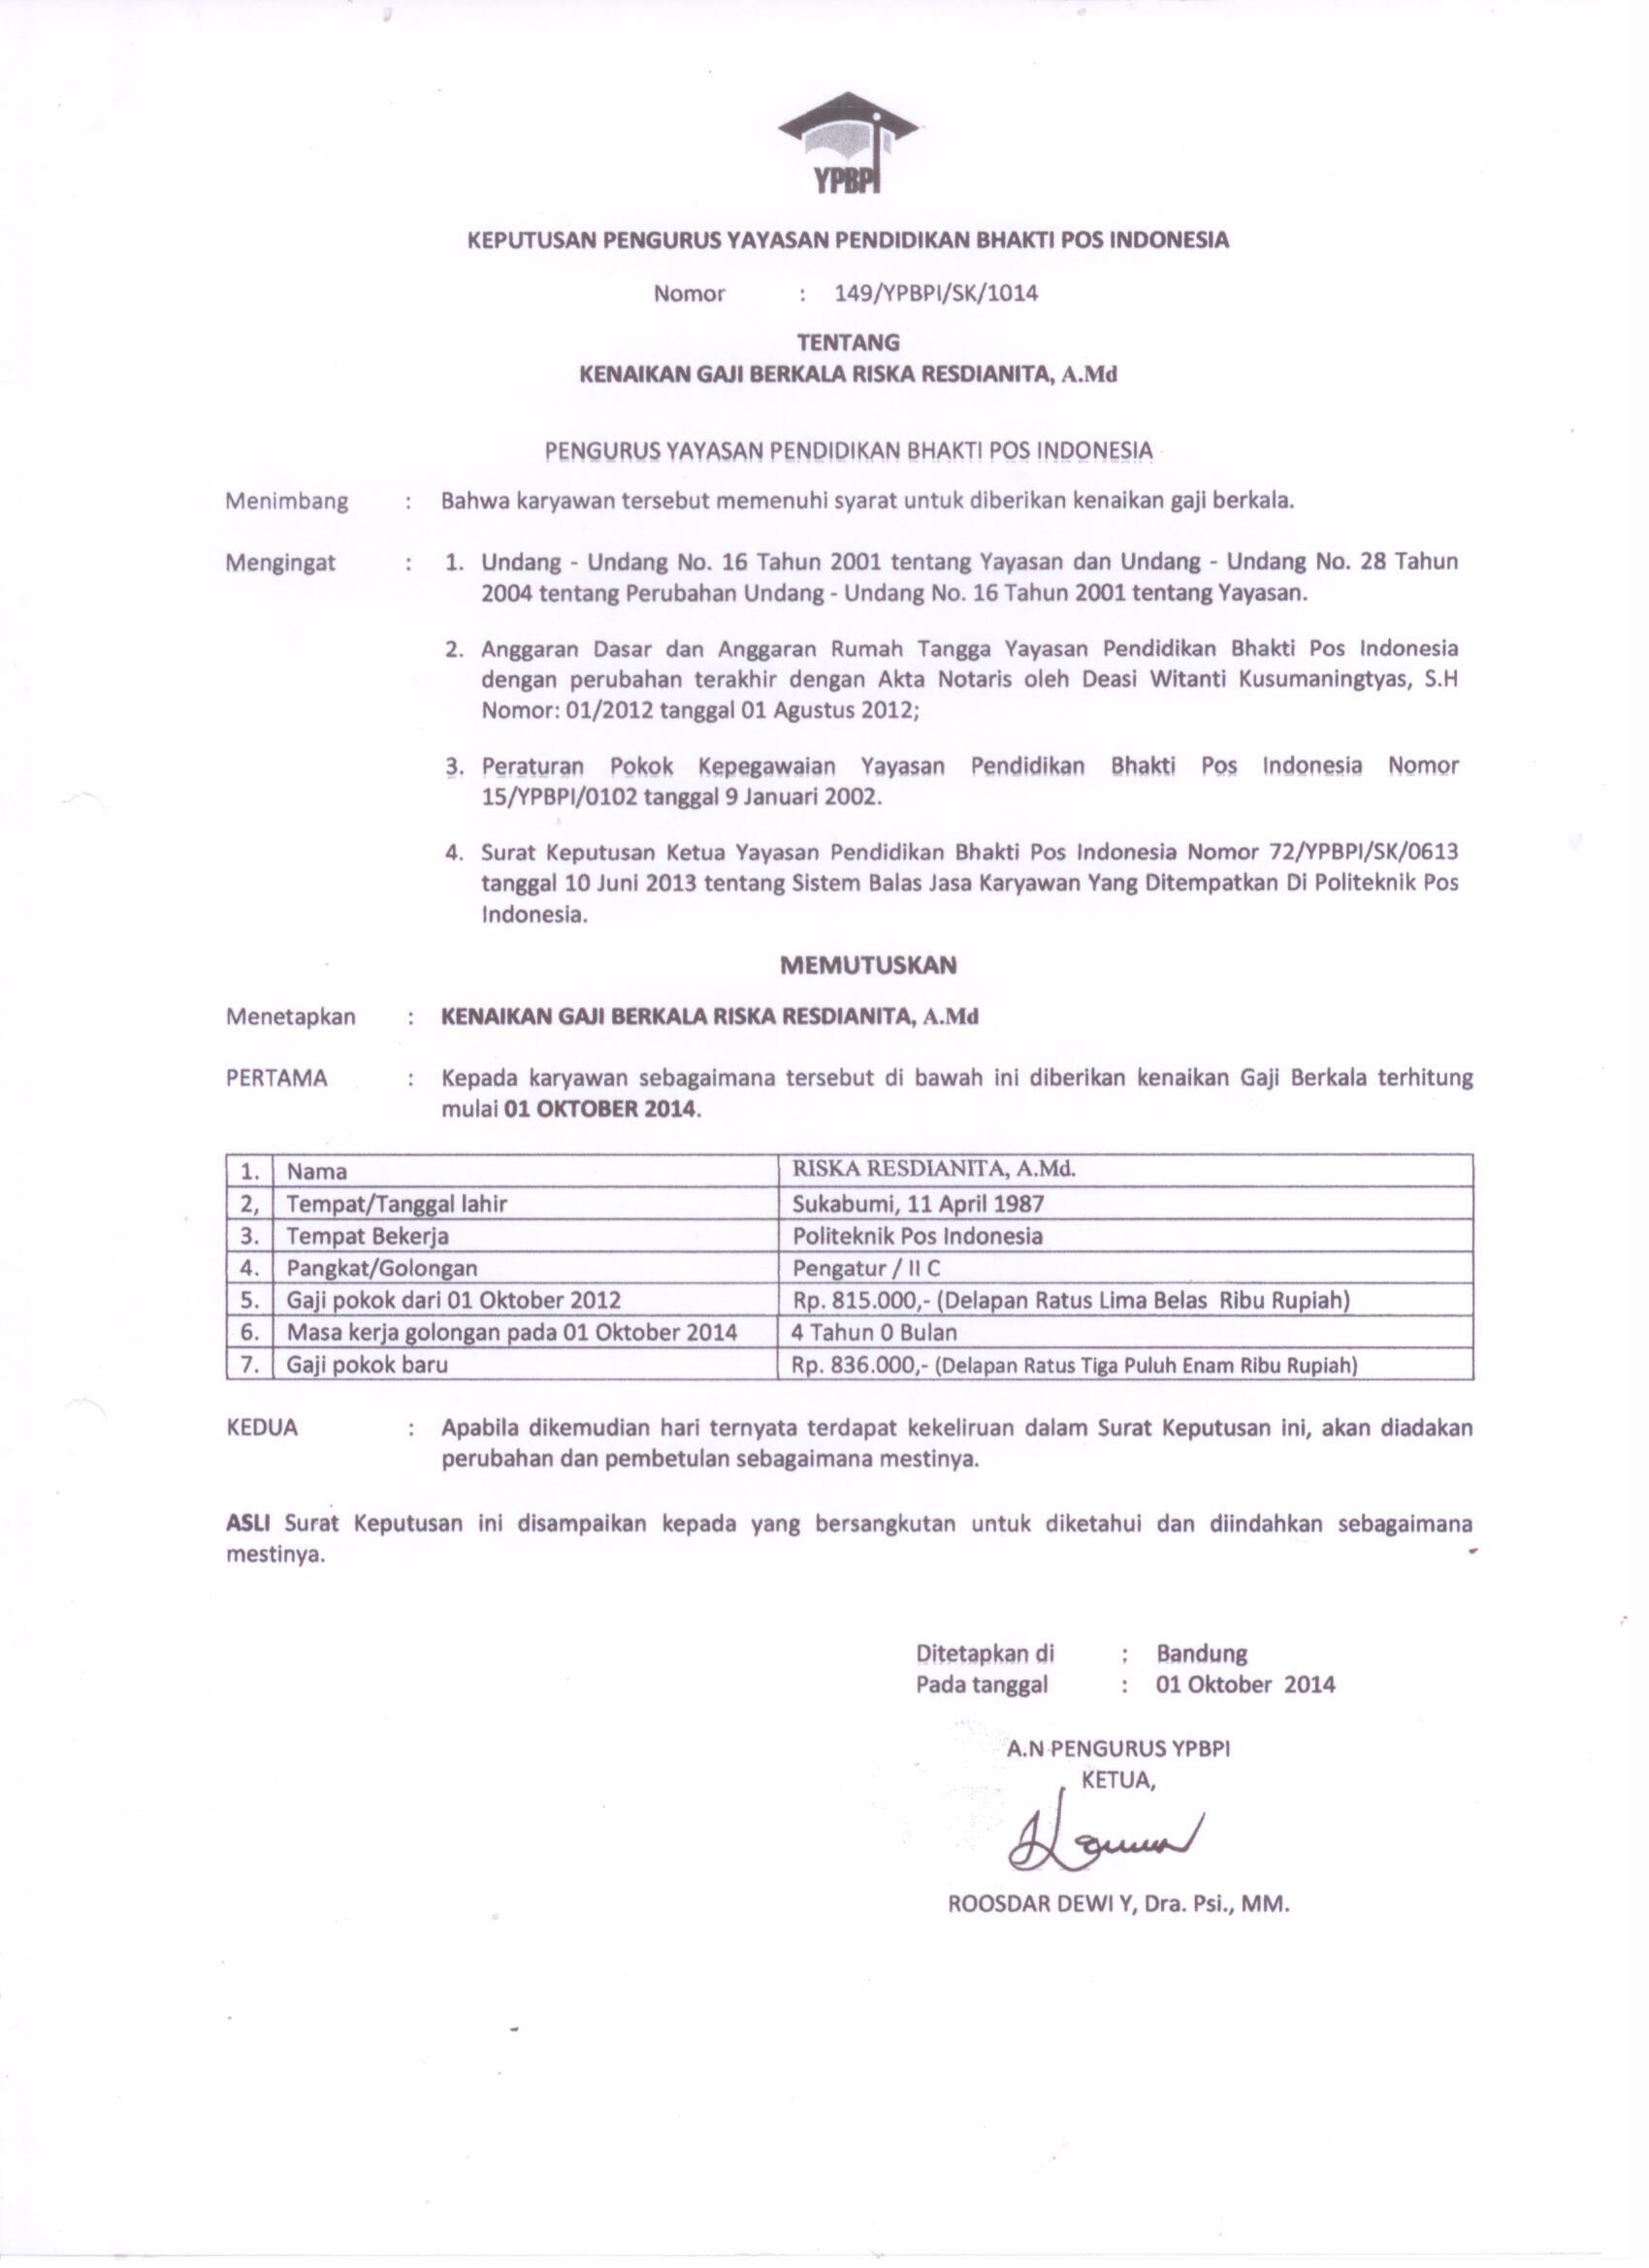 YPBPI
KEPUTUSAN PENGURUS YAYASAN PENDIDIKAN BHAKTI POS INDONESIA
Nomor : 149/YPBPI/SK/1014
TENTANG
KENAIKAN GAJI BERKALA RISKA RESDIANITA, A.Md
PENGURUS YAYASAN PENDIDIKAN BHAKTI POS INDONESIA
Menimbang : Bahwa karyawan tersebut memenuhi syarat untuk diberikan kenaikan gaji berkala.
Mengingat : 1. Undang - Undang No. 16 Tahun 2001 tentang Yayasan dan Undang - Undang No. 28 Tahun
2004 tentang Perubahan Undang - Undang No. 16 Tahun 2001 tentang Yayasan.
2. Anggaran Dasar dan Anggaran Rumah Tangga Yayasan Pendidikan Bhakti Pos Indonesia
dengan perubahan terakhir dengan Akta Notaris oleh Deasi Witanti Kusumaningtyas, S.H
Nomor: 01/2012 tanggal 01 Agustus 2012;
3. Peraturan Pokok Kepegawaian Yayasan Pendidikan Bhakti Pos Indonesia Nomor
15/YPBPI/0102 tanggal 9 Januari 2002.
4. Surat Keputusan Ketua Yayasan Pendidikan Bhakti Pos Indonesia Nomor 72/YPBPI/SK/0613
tanggal 10 Juni 2013 tentang Sistem Balas Jasa Karyawan Yang Ditempatkan Di Politeknik Pos
Indonesia.
MEMUTUSKAN
Menetapkan : KENAIKAN GAJI BERKALA RISKA RESDIANITA, A.Md
PERTAMA : Kepada karyawan sebagaimana tersebut di bawah ini diberikan kenaikan Gaji Berkala terhitung
mulai 01 OKTOBER 2014.
1. Nama RISKA RESDIANITA, A.Md.
2, Tempat/Tanggal lahir Sukabumi, 11 April 1987
3. Tempat Bekerja Politeknik Pos Indonesia
4. Pangkat/Golongan Pengatur / II C
5. Gaji pokok dari 01 Oktober 2012 Rp. 815.000,- (Delapan Ratus Lima Belas Ribu Rupiah)
6. Masa kerja golongan pada 01 Oktober 2014 4 Tahun 0 Bulan
7. Gaji pokok baru Rp. 836.000,- (Delapan Ratus Tiga Puluh Enam Ribu Rupiah)
KEDUA : Apabila dikemudian hari ternyata terdapat kekeliruan dalam Surat Keputusan ini, akan diadakan
perubahan dan pembetulan sebagaimana mestinya.
ASLI Surat Keputusan ini disampaikan kepada yang bersangkutan untuk diketahui dan diindahkan sebagaimana
mestinya.
Ditetapkan di : Bandung
Pada tanggal : 01 Oktober 2014
A.N PENGURUS YPBPI
KETUA,
ROOSDAR DEWI Y, Dra. Psi., MM.